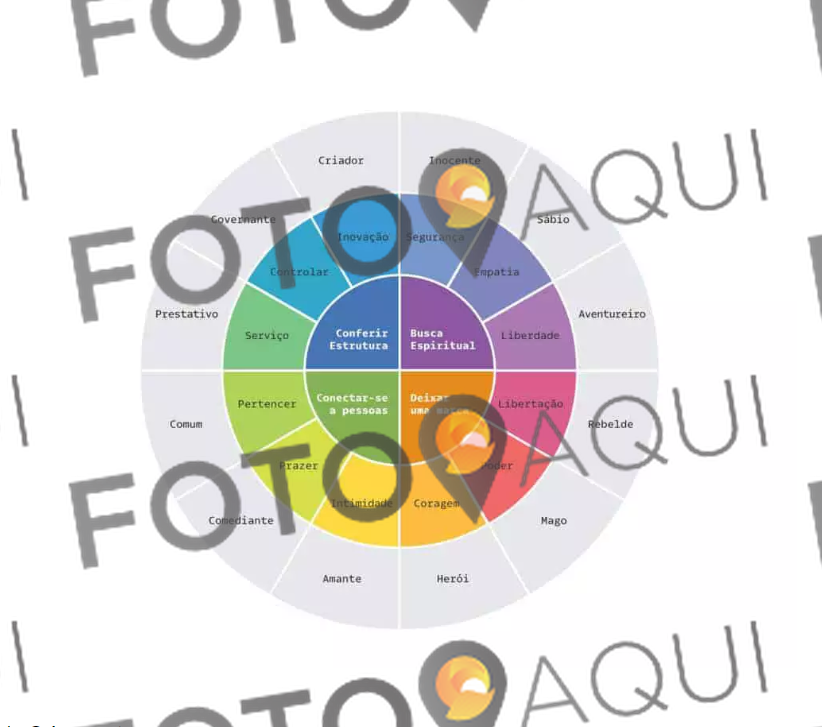 FOTO
AQUI
Criador
Inocente
Governante
Sábio
Inovação
Segurança
Controlar
Empatia
Prestativo
Aventureiro
Serviço
Liberdade
Conferir
Estrutura
Busca
Espiritual
FOTO AQUI
Pertencer
Conectar-se
a pessoas
Deixar
uma marca
Libertação
Comum
Rebelde
Prazer
Poder
Intimidade
Coragem
Comediante
Mago
Amante
Herói
FOTO AQUI
FOTO AQUI